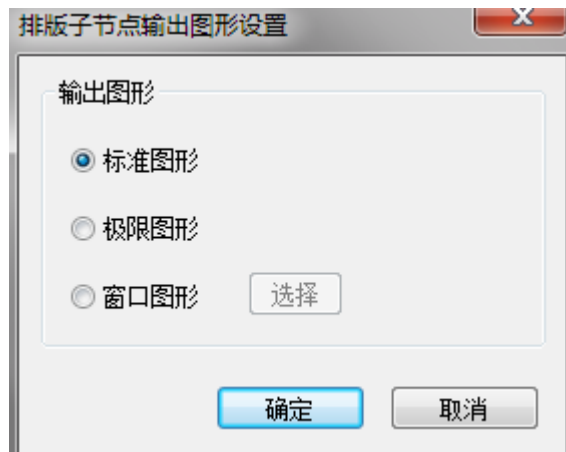 排版子节点输出图形设置
输出图形
标准图形
极限图形
窗口图形 选择
确定 取消